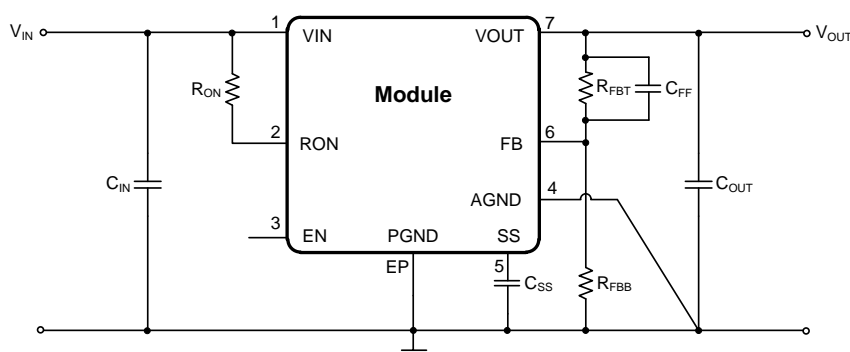 1 7
VIN VIN VOUT VOUT
RON RFBT CFF
Module
2 6
RON FB
CIN 4 COUT
AGND
3
EN PGND SS
EP 5 CSS RFBB